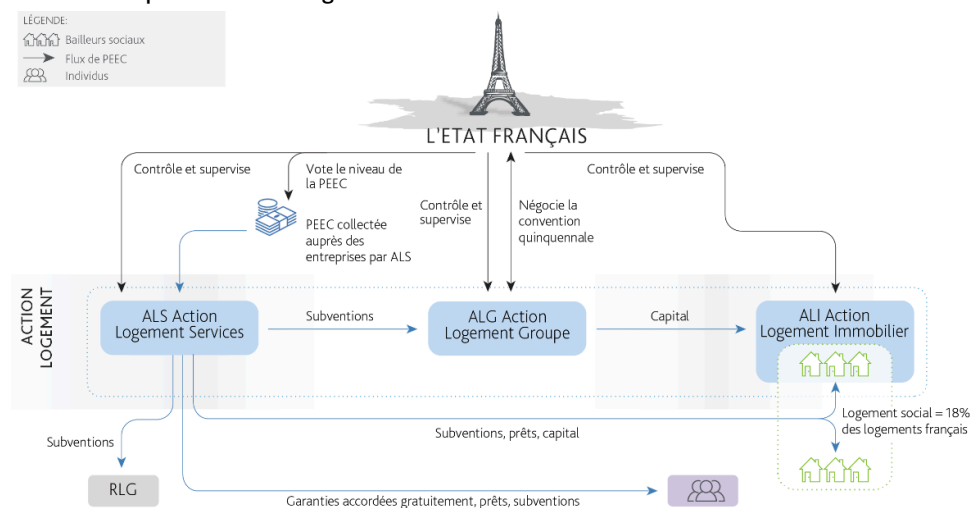 LÉGENDE:
Bailleurs sociaux
Flux de PEEC
Individus
L'ETAT FRANÇAIS
Contrôle et supervise
Vote le niveau de
la PEEC
Contrôle et
supervise
Négocie la
convention
quinquennale
Contrôle et supervise
PEEC collectée
auprès des
entreprises par ALS
ACTION
LOGEMENT
ALS Action
Logement Services
Subventions
ALG Action
Logement Groupe
Capital
ALI Action
Logement Immobilier
Logement social = 18%
des logements français
Subventions
Subventions, prêts, capital
RLG
Garanties accordées gratuitement, prêts, subventions